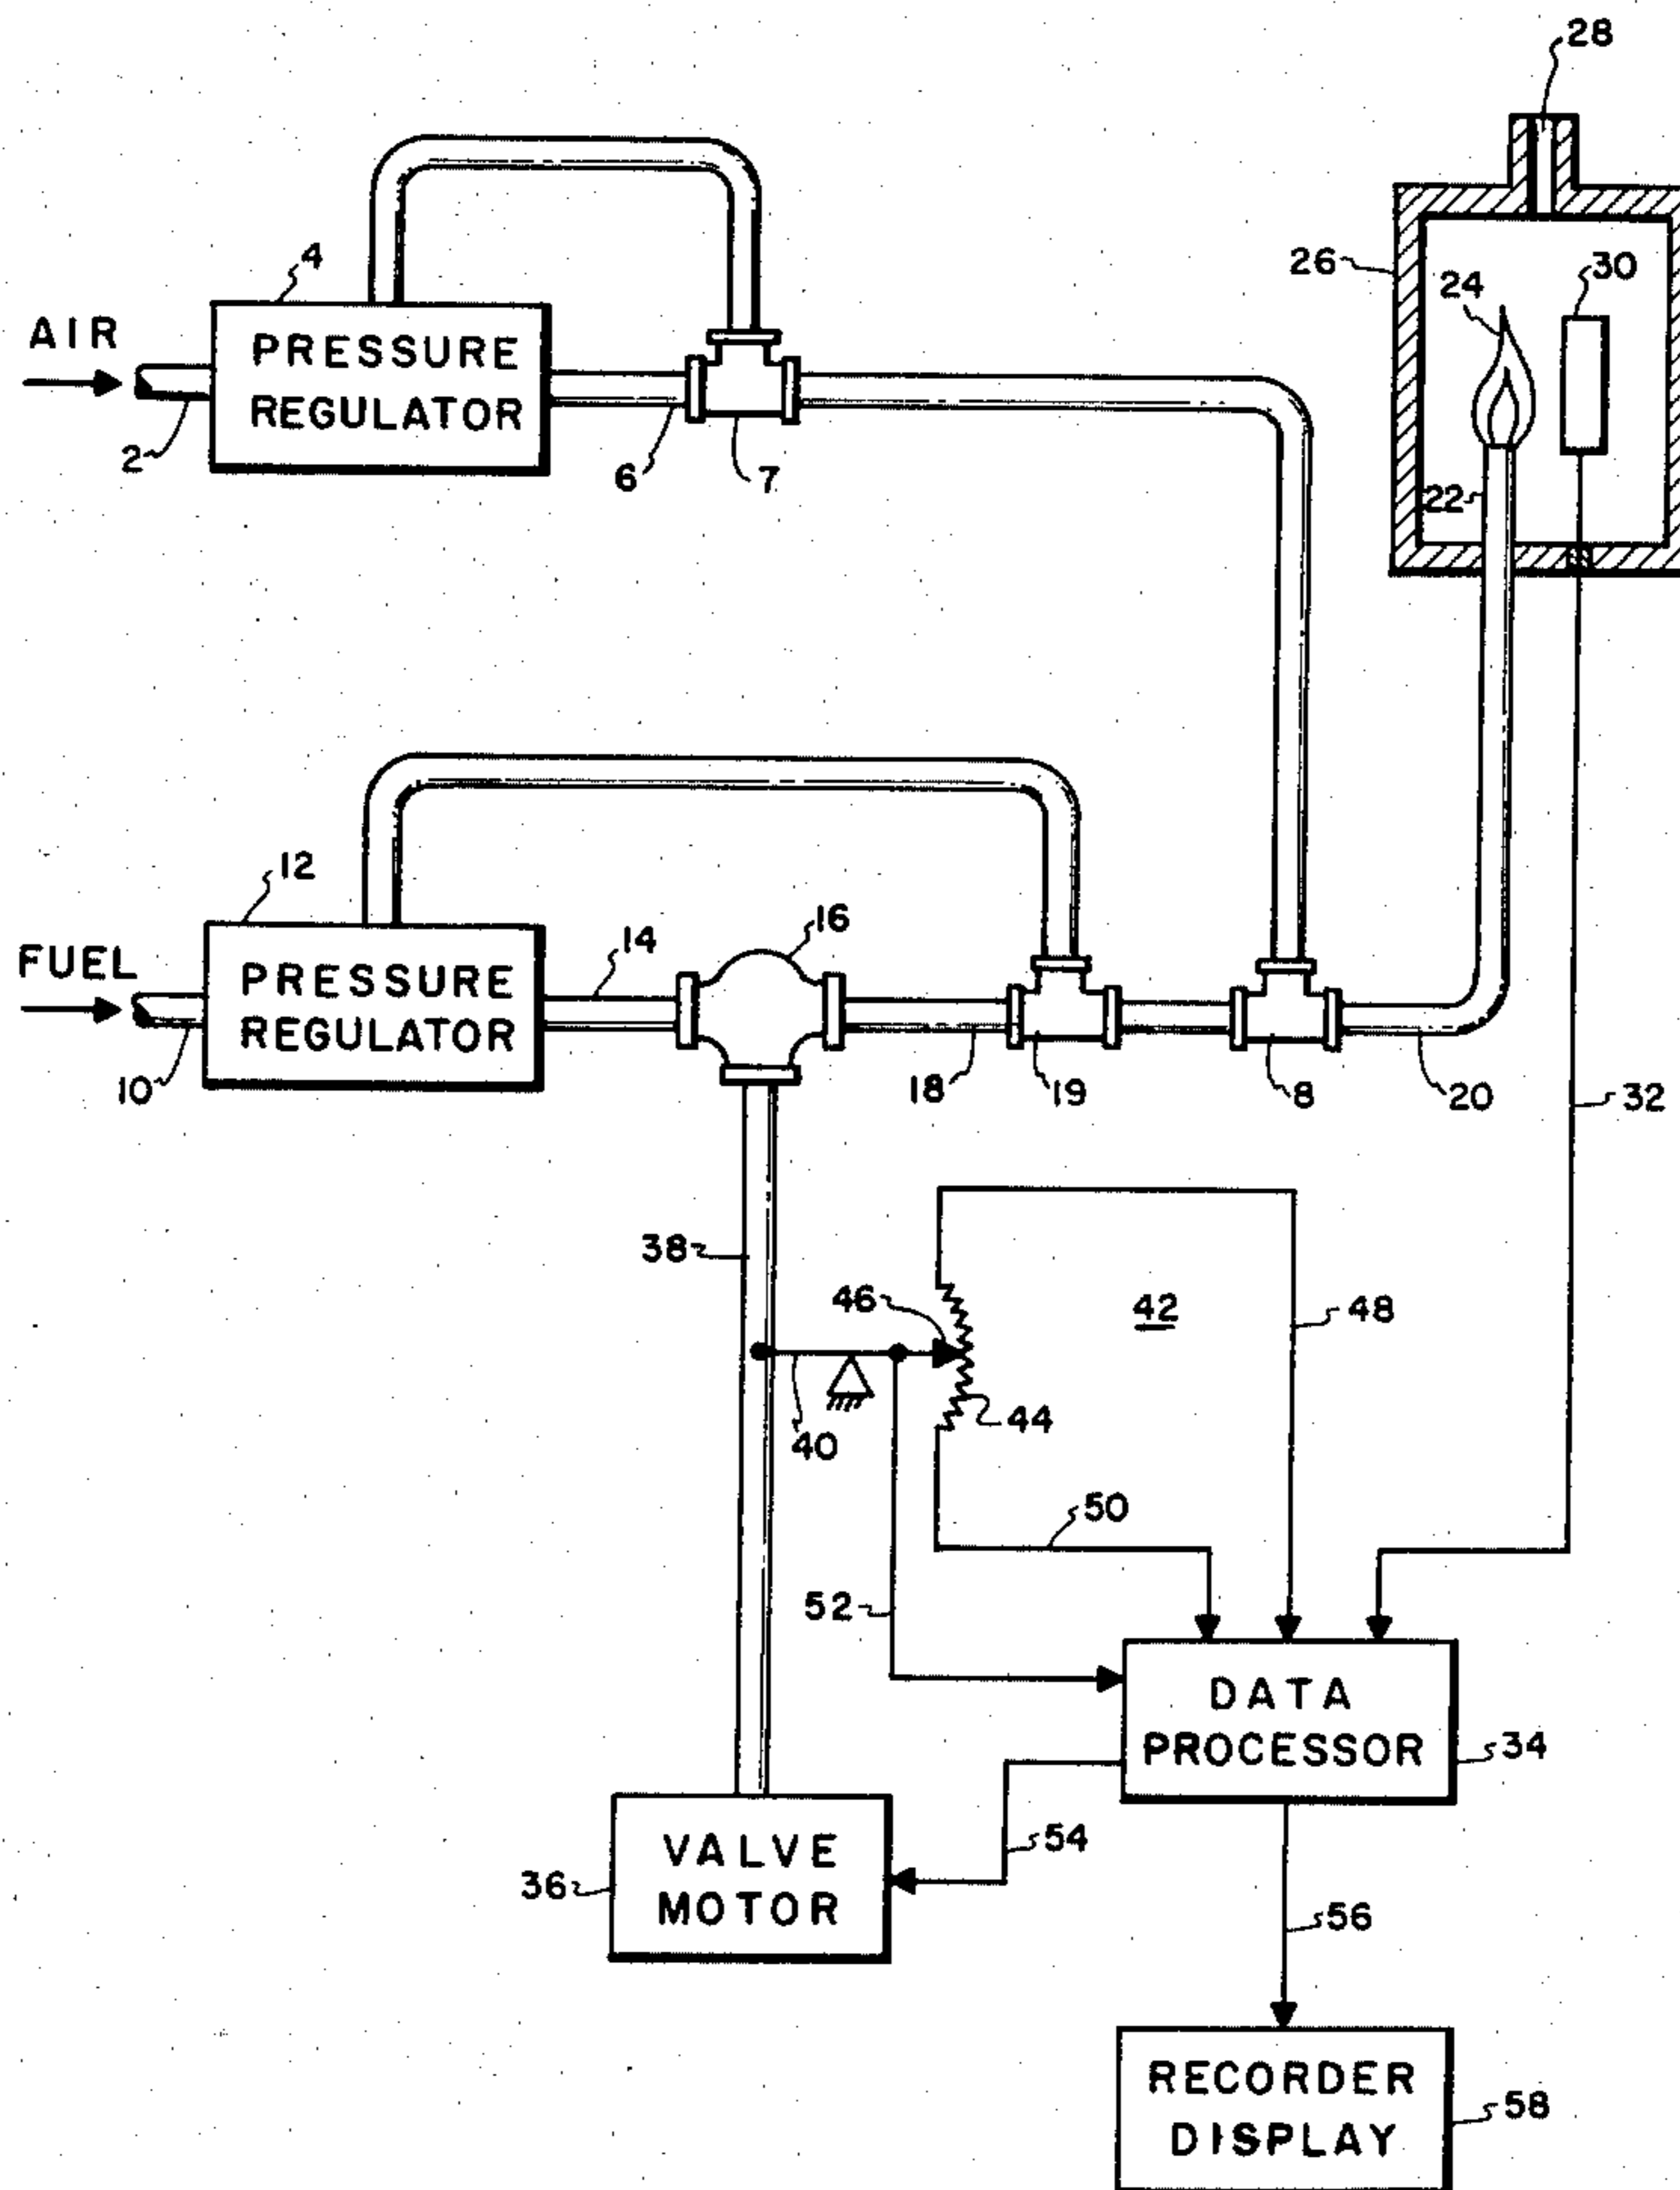 28
4
26
24
30
AIR
PRESSURE
REGULATOR
2
6
7
22
12
16
FUEL
14
PRESSURE
REGULATOR
10
18
19
8
20
32
38
46
42
48
40
44
50
52
DATA
PROCESSOR
34
54
VALVE
MOTOR
36
56
RECORDER
DISPLAY
58